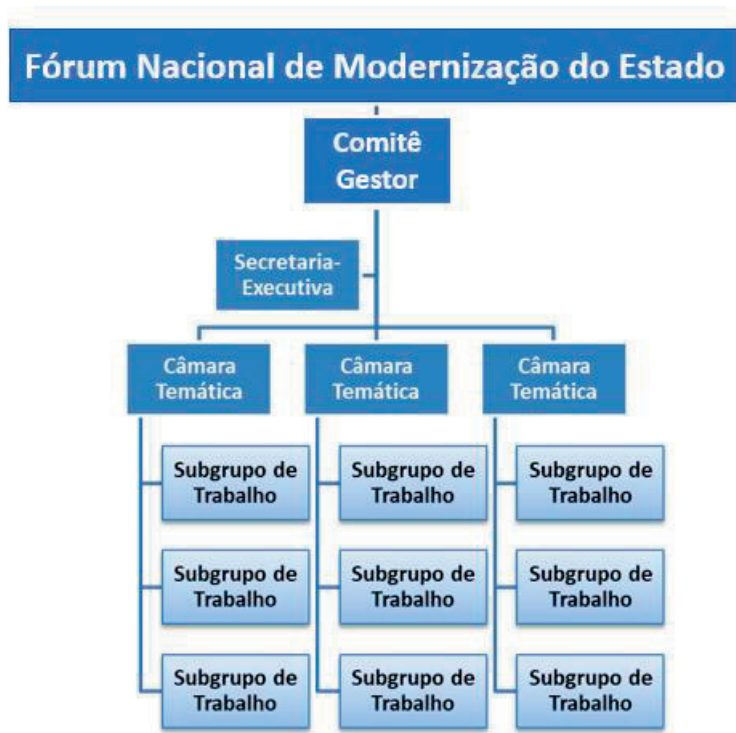 Fórum Nacional de Modernização do Estado
Comitê
Gestor
Secretaria-
Executiva
Câmara
Temática
Câmara
Temática
Câmara
Temática
Subgrupo de
Trabalho
Subgrupo de
Trabalho
Subgrupo de
Trabalho
Subgrupo de
Trabalho
Subgrupo de
Trabalho
Subgrupo de
Trabalho
Subgrupo de
Trabalho
Subgrupo de
Trabalho
Subgrupo de
Trabalho